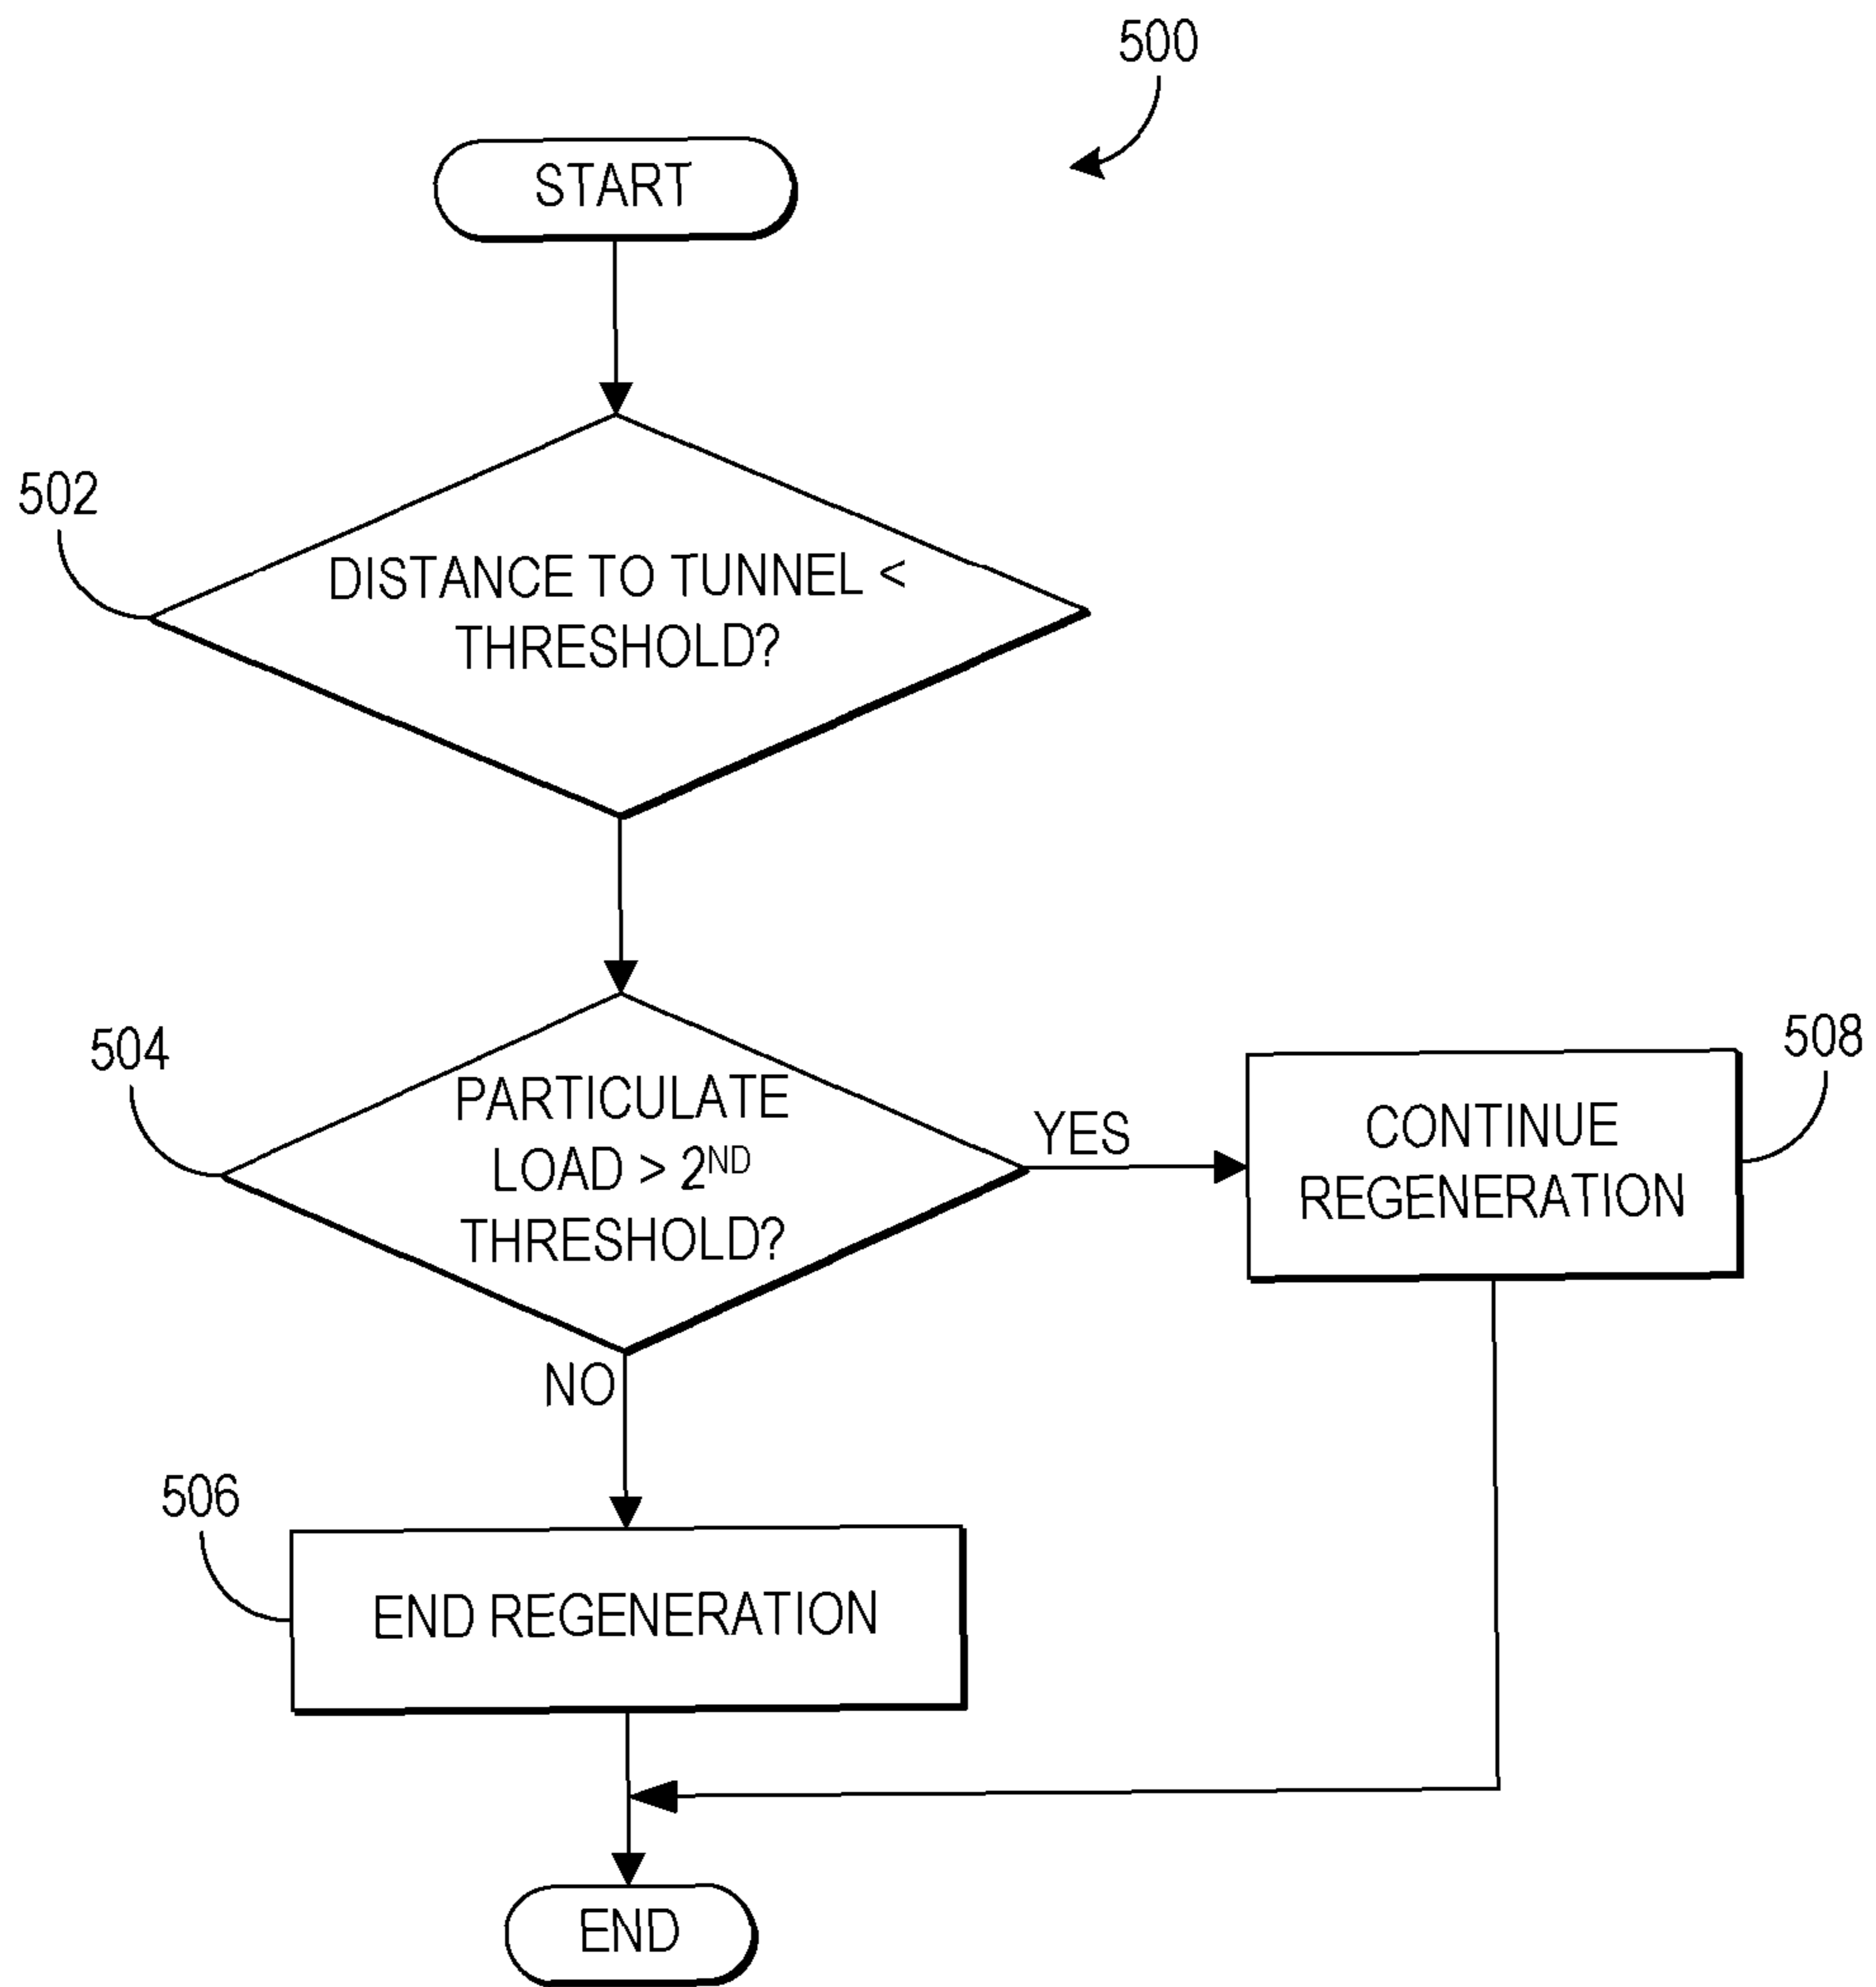 500
START
502
DISTANCE TO TUNNEL <
THRESHOLD?
504
PARTICULATE
LOAD > 2ND
THRESHOLD?
YES
508
CONTINUE
REGENERATION
NO
506
END REGENERATION
END